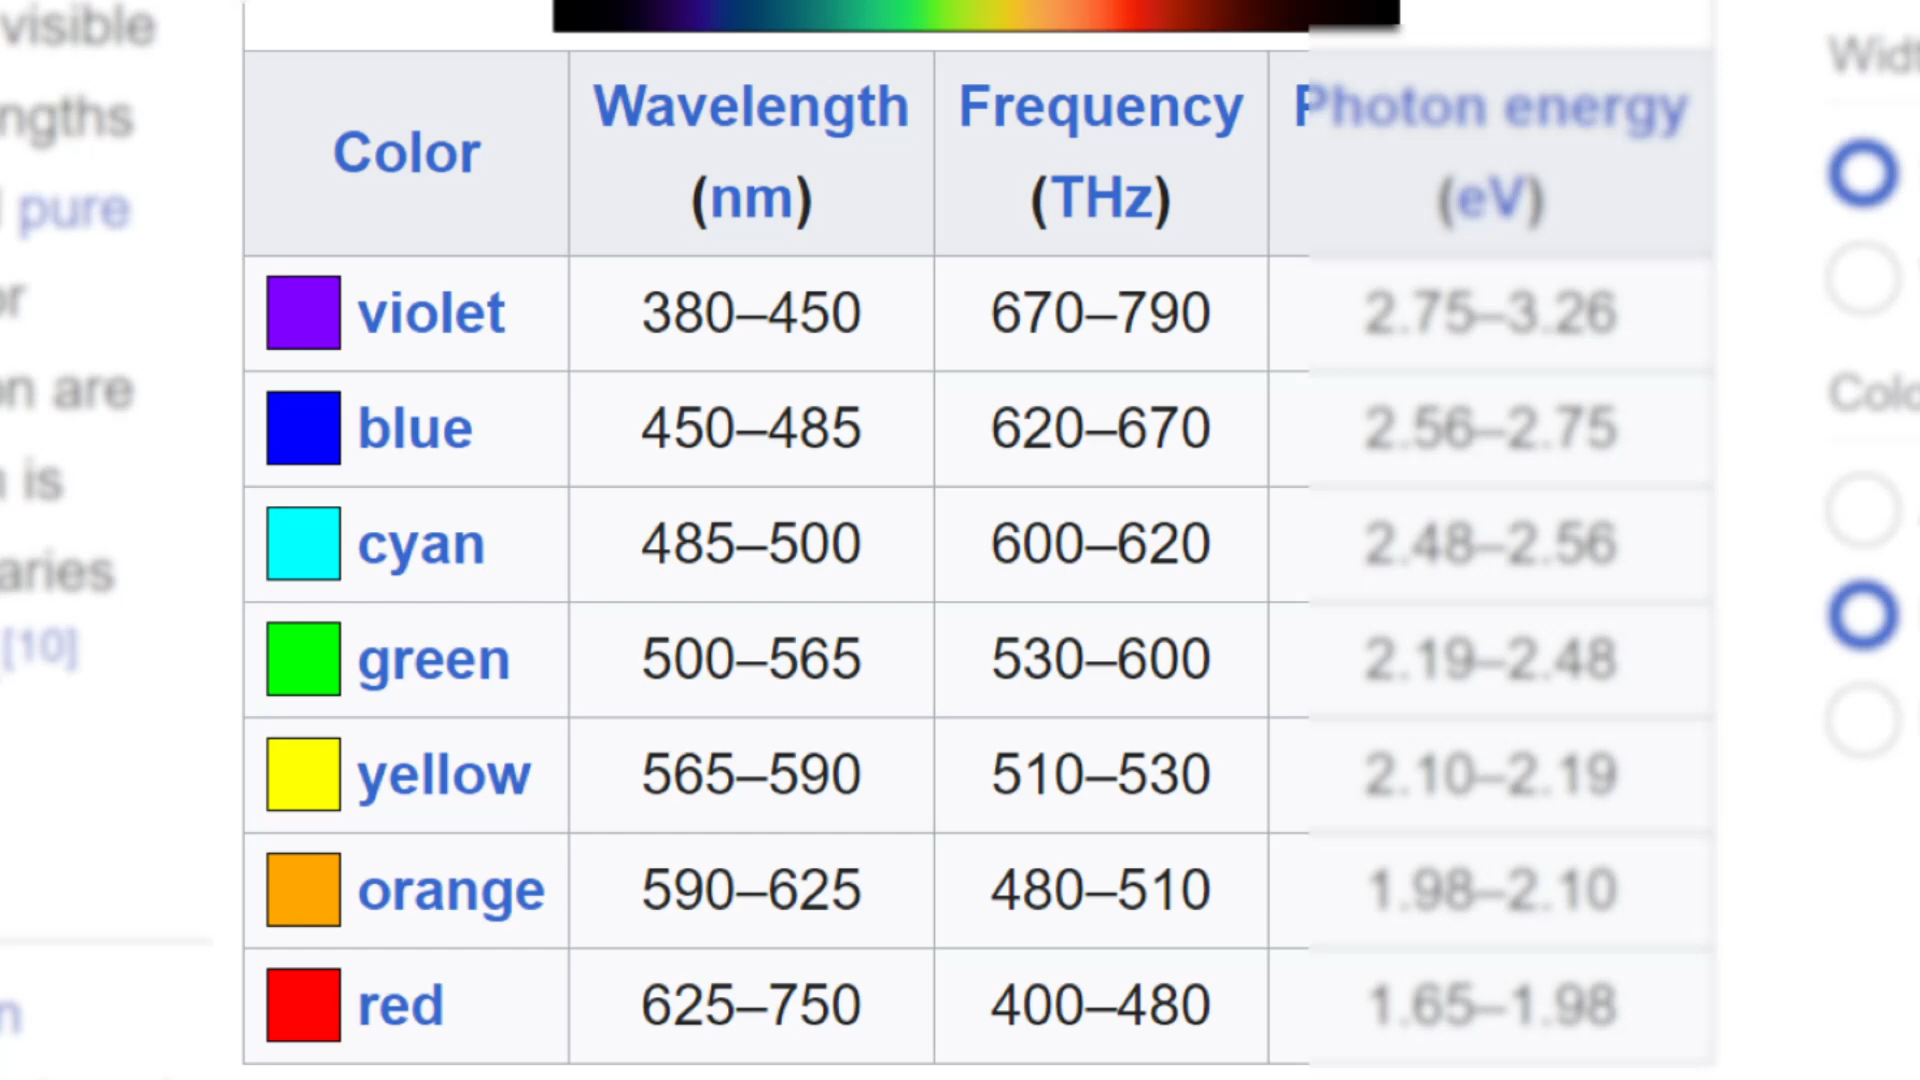 visible
ngths
pure
or
on are
is
aries
[10]
n
Color
Wavelength
(nm)
Frequency
(THz)
Photon energy
(eV)
violet 380–450 670–790 2.75–3.26
blue 450–485 620–670 2.56–2.75
cyan 485–500 600–620 2.48–2.56
green 500–565 530–600 2.19–2.48
yellow 565–590 510–530 2.10–2.19
orange 590–625 480–510 1.98–2.10
red 625–750 400–480 1.65–1.98
Widt
Colo